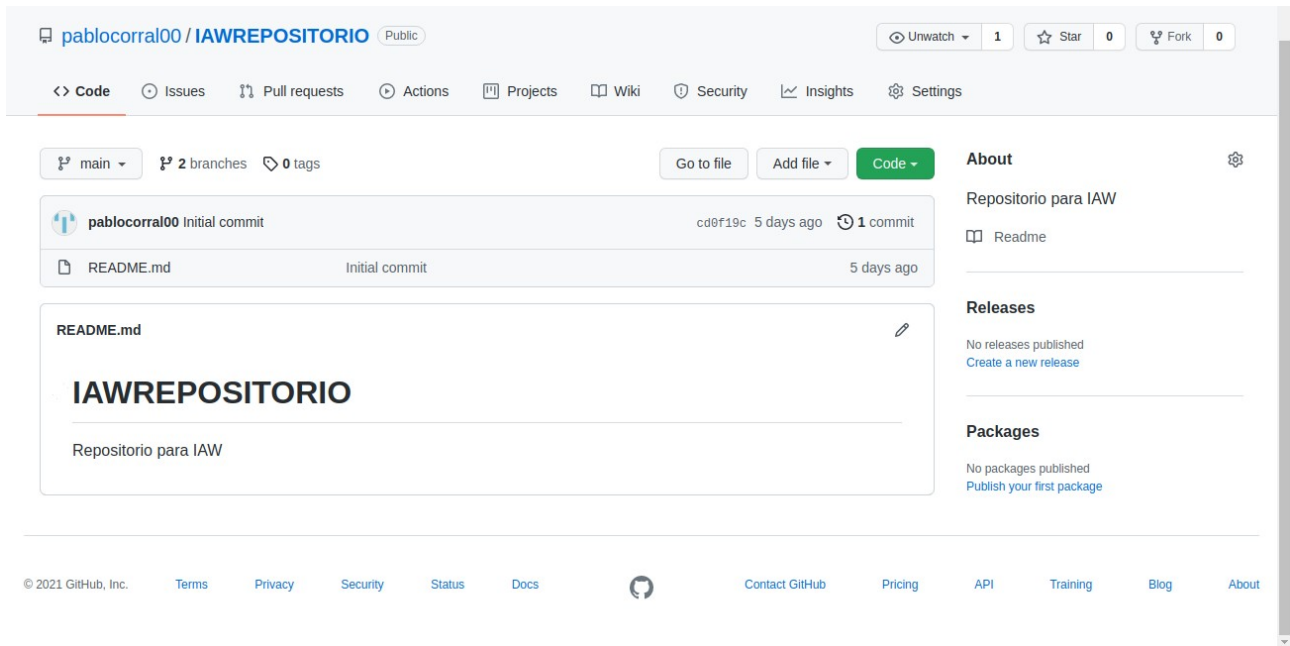 pablocorral00 / IAWREPOSITORIO Public Unwatch 1 Star 0 Fork 0
Code Issues Pull requests Actions Projects Wiki Security Insights Settings
main 2 branches 0 tags Go to file Add file Code
pablocorral00 Initial commit cd0f19c 5 days ago 1 commit
README.md Initial commit 5 days ago
README.md
IAWREPOSITORIO
Repositorio para IAW
About
Repositorio para IAW
Readme
Releases
No releases published
Create a new release
Packages
No packages published
Publish your first package
© 2021 GitHub, Inc. Terms Privacy Security Status Docs Contact GitHub Pricing API Training Blog About